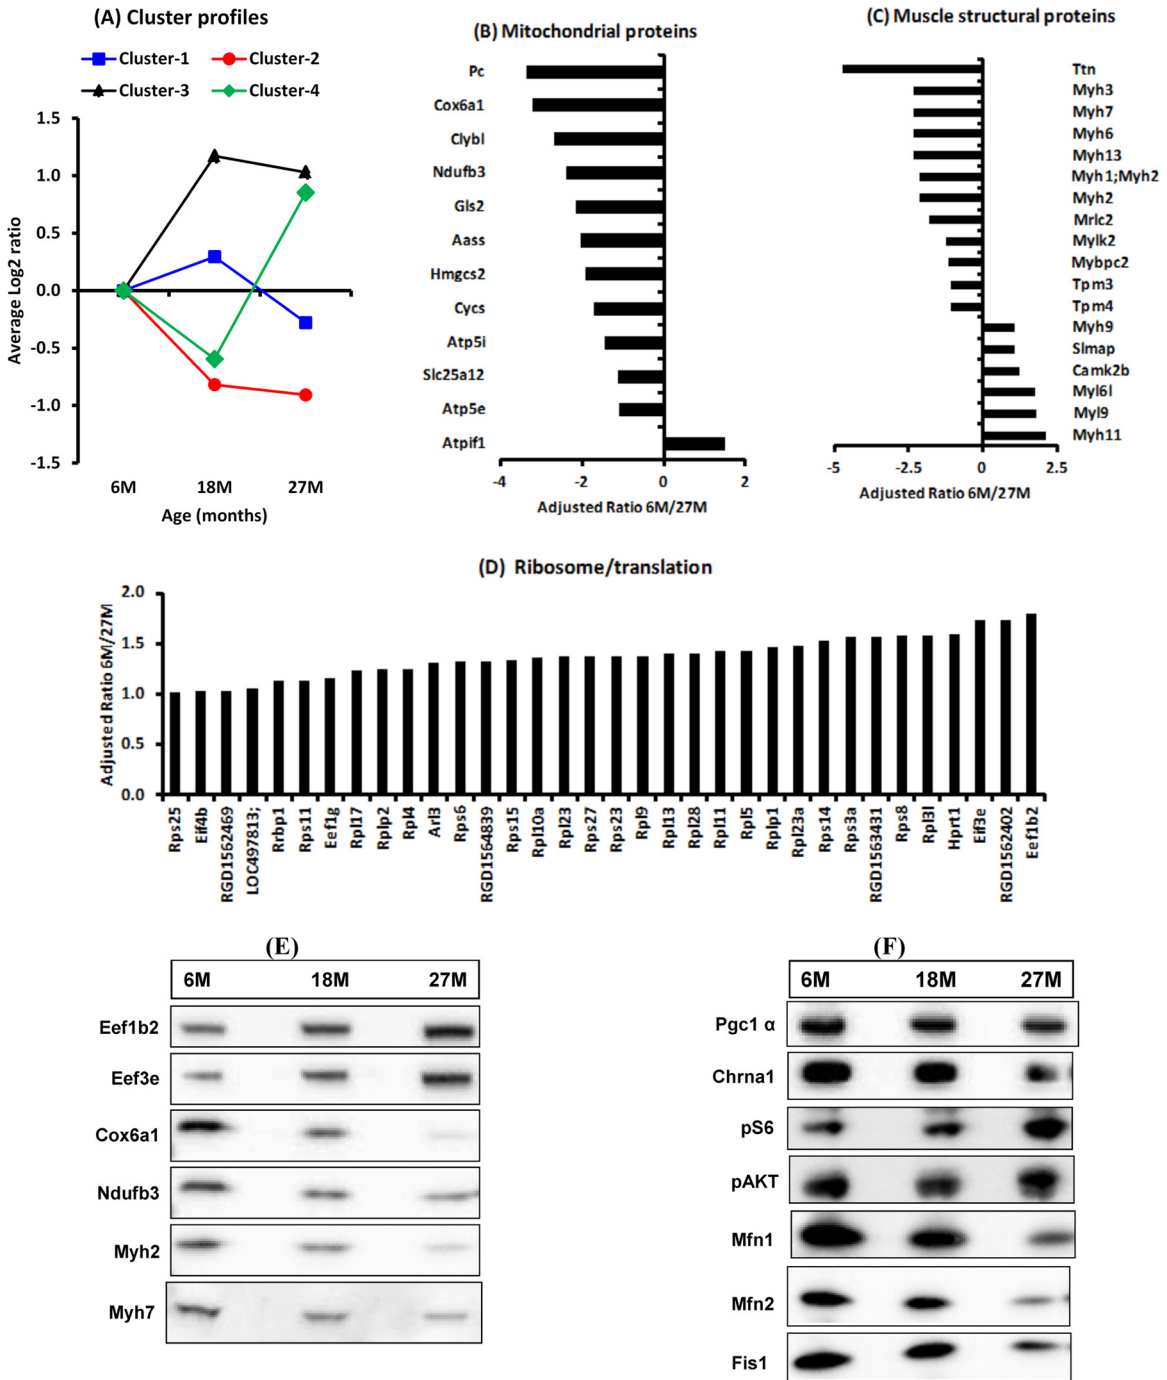 (A) Cluster profiles
Cluster-1
Cluster-2
Cluster-3
Cluster-4
Average Log2 ratio
1.5
1.0
0.5
0.0
-0.5
-1.0
-1.5
6M
18M
27M
Age (months)
(B) Mitochondrial proteins
Pc
Cox6a1
Clybl
Ndufb3
Gls2
Aass
Hmgcs2
Cycs
Atp5i
Slc25a12
Atp5e
Atpif1
-4
-2
0
2
Adjusted Ratio 6M/27M
(C) Muscle structural proteins
Ttn
Myh3
Myh7
Myh6
Myh13
Myh1;Myh2
Myh2
Mrlc2
Mylk2
Mybpc2
Tpm3
Tpm4
Myh9
Slmap
Camk2b
Myl6l
Myl9
Myh11
-5
-2.5
0
2.5
Adjusted Ratio 6M/27M
(D) Ribosome/translation
Adjusted Ratio 6M/27M
2.0
1.5
1.0
0.5
0.0
Rps25
Eif4b
RGD1562469
LOC497813;
Rrbp1
Rps11
Eef1g
Rpl17
Rplp2
Rpl4
Arl3
Rps6
RGD1564839
Rps15
Rpl10a
Rpl23
Rps27
Rps23
Rpl9
Rpl13
Rpl28
Rpl11
Rpl5
Rplp1
Rpl23a
Rps14
Rps3a
RGD1563431
Rps8
Rpl3l
Hprt1
Eif3e
RGD1562402
Eef1b2
(E)
6M 18M 27M
Eef1b2
Eef3e
Cox6a1
Ndufb3
Myh2
Myh7
(F)
6M 18M 27M
Pgc1 α
Chrna1
pS6
pAKT
Mfn1
Mfn2
Fis1